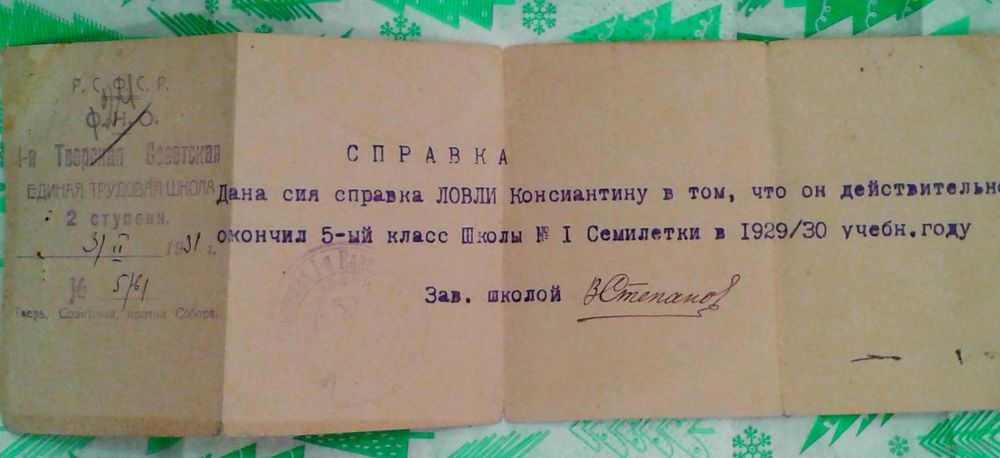 Р. С. Ф. С. Р.
Ф. Н. О.
1-я Тверская Советская
ЕДИНАЯ ТРУДОВАЯ ШКОЛА
2 ступени.
3/II 1931 г.
№ 5/61
Тверь, Советская, против Собора.
СПРАВКА
Дана сия справка ЛОВЛИ Консиантину в том, что он действительно
окончил 5-ый класс Школы № I Семилетки в 1929/30 учебн.году
Зав. школой ВСтепанов